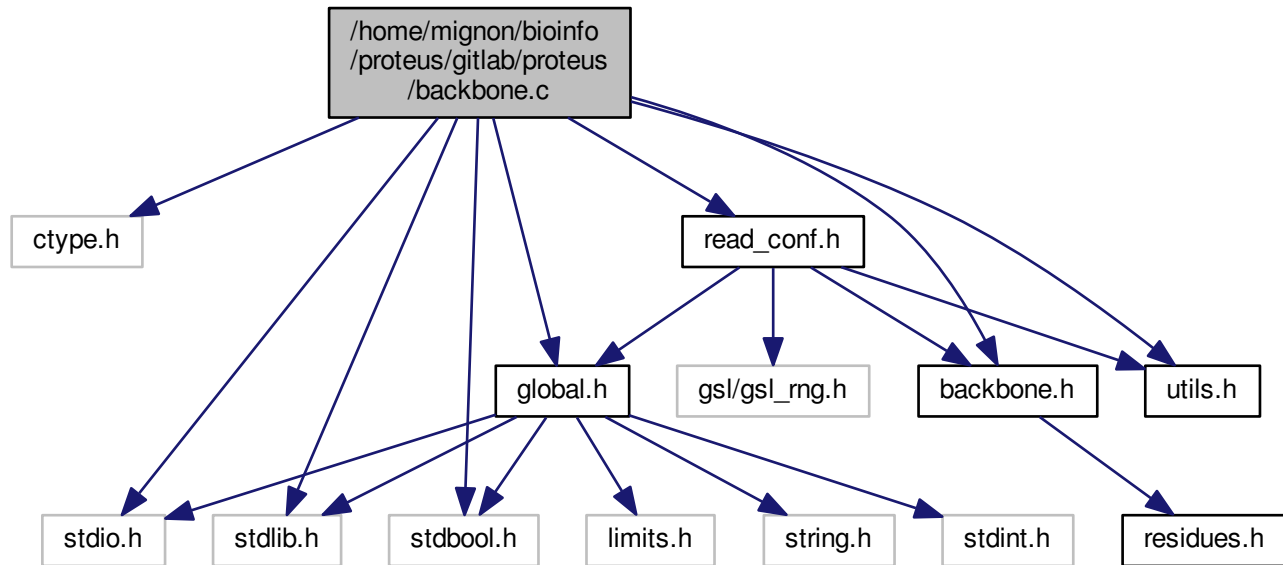 /home/mignon/bioinfo
/proteus/gitlab/proteus
/backbone.c
ctype.h
read_conf.h
global.h
gsl/gsl_rng.h
backbone.h
utils.h
stdio.h
stdlib.h
stdbool.h
limits.h
string.h
stdint.h
residues.h